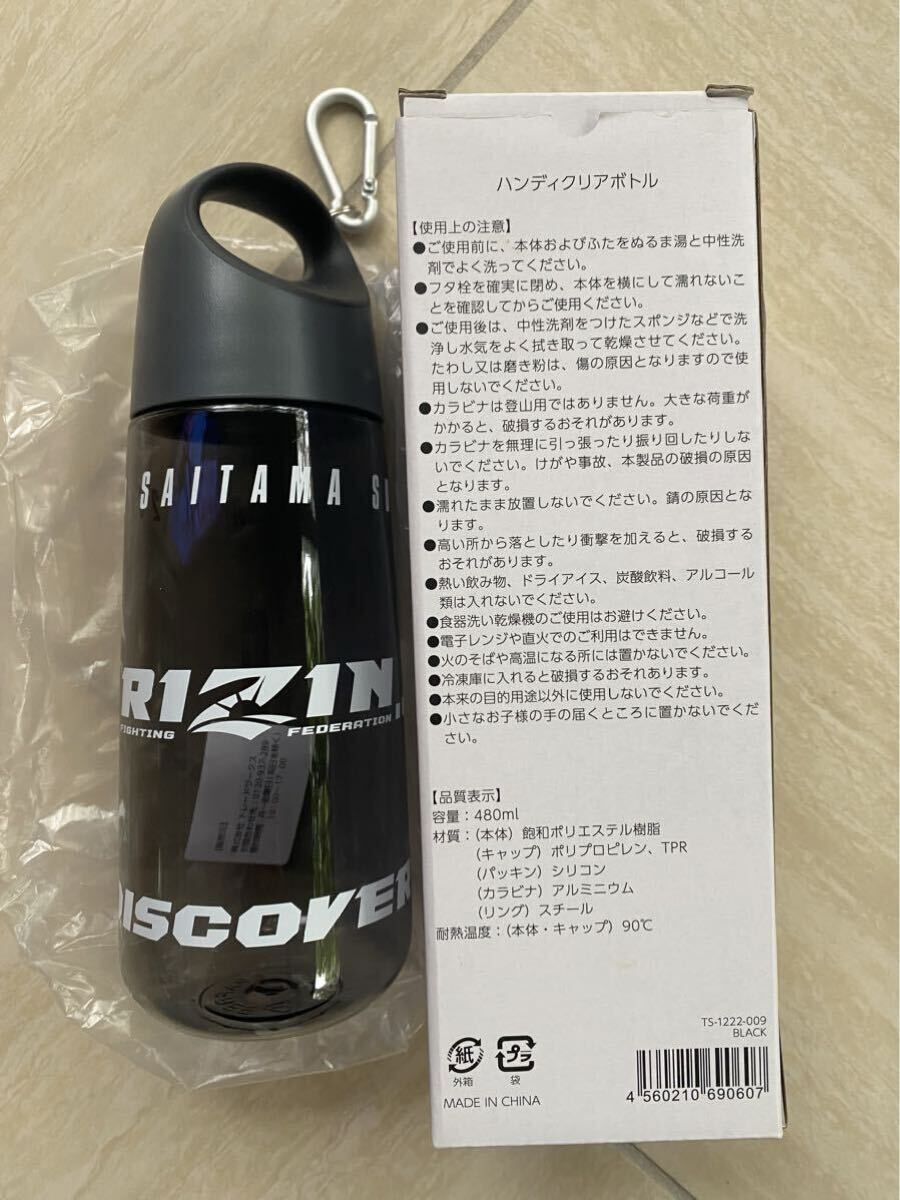 SAITAMA S
RIZIN
FIGHTING FEDERATION
DISCOVER
ハンディクリアボトル
【使用上の注意】
●ご使用前に、本体およびふたをぬるま湯と中性洗
剤でよく洗ってください。
●フタ栓を確実に閉め、本体を横にして濡れないこ
とを確認してからご使用ください。
●ご使用後は、中性洗剤をつけたスポンジなどで洗
浄し水気をよく拭き取って乾燥させてください。
たわし又は磨き粉は、傷の原因となりますので使
用しないでください。
●カラビナは登山用ではありません。大きな荷重が
かかると、破損するおそれがあります。
●カラビナを無理に引っ張ったり振り回したりしな
いでください。けがや事故、本製品の破損の原因
となります。
●濡れたまま放置しないでください。錆の原因とな
ります。
●高い所から落としたり衝撃を加えると、破損する
おそれがあります。
●熱い飲み物、ドライアイス、炭酸飲料、アルコール
類は入れないでください。
●食器洗い乾燥機のご使用はお避けください。
●電子レンジや直火でのご利用はできません。
●火のそばや高温になる所には置かないでください。
●冷凍庫に入れると破損するおそれあります。
●本来の目的用途以外に使用しないでください。
●小さなお子様の手の届くところに置かないでくだ
さい。
【品質表示】
容量：480ml
材質：（本体）飽和ポリエステル樹脂
（キャップ）ポリプロピレン、TPR
（パッキン）シリコン
（カラビナ）アルミニウム
（リング）スチール
耐熱温度：（本体・キャップ）90℃
TS-1222-009
BLACK
紙 プラ
外箱 袋
MADE IN CHINA
4 560210 690607